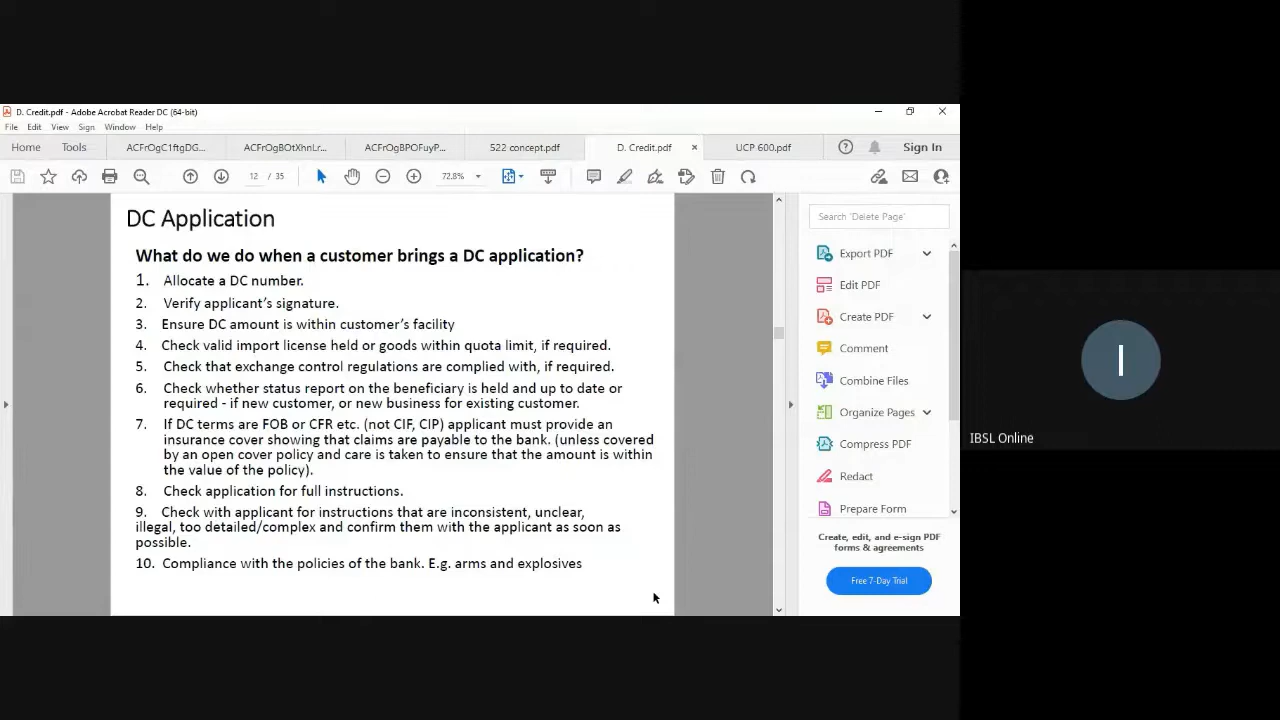 D. Credit.pdf - Adobe Acrobat Reader DC (64-bit)
File Edit View Sign Window Help
Home Tools ACFrOgC1ftgDG... ACFrOgBOtXhnLr... ACFrOgBPOFuyP... 522 concept.pdf D. Credit.pdf × UCP 600.pdf Sign In
12 / 35 72.8%
DC Application
What do we do when a customer brings a DC application?
1. Allocate a DC number.
2. Verify applicant's signature.
3. Ensure DC amount is within customer's facility
4. Check valid import license held or goods within quota limit, if required.
5. Check that exchange control regulations are complied with, if required.
6. Check whether status report on the beneficiary is held and up to date or
required - if new customer, or new business for existing customer.
7. If DC terms are FOB or CFR etc. (not CIF, CIP) applicant must provide an
insurance cover showing that claims are payable to the bank. (unless covered
by an open cover policy and care is taken to ensure that the amount is within
the value of the policy).
8. Check application for full instructions.
9. Check with applicant for instructions that are inconsistent, unclear,
illegal, too detailed/complex and confirm them with the applicant as soon as
possible.
10. Compliance with the policies of the bank. E.g. arms and explosives
Search 'Delete Page'
Export PDF
Edit PDF
Create PDF
Comment
Combine Files
Organize Pages
Compress PDF
Redact
Prepare Form
Create, edit, and e-sign PDF
forms & agreements
Free 7-Day Trial
I
IBSL Online